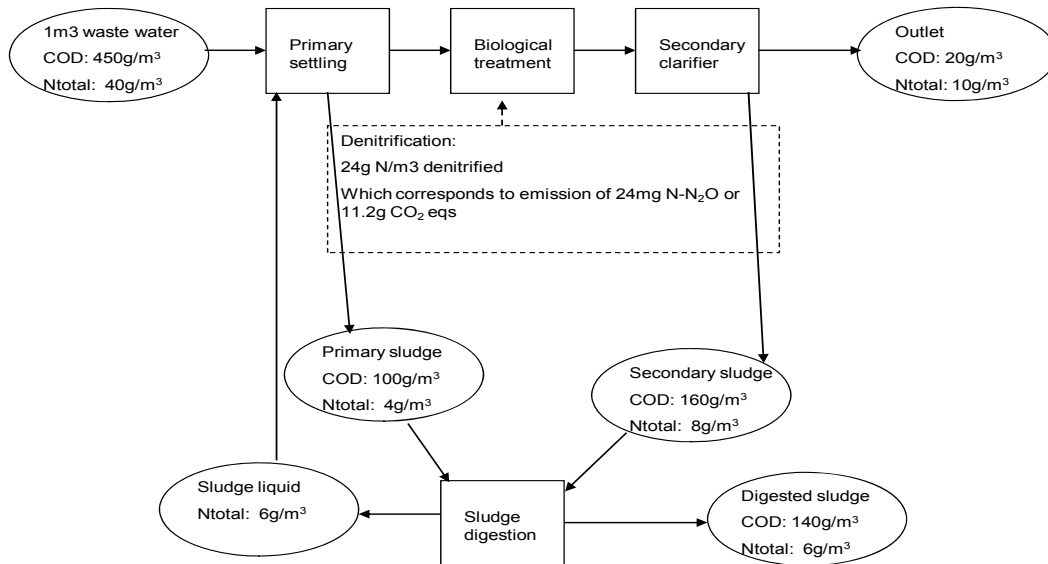 1m3 waste water
COD: 450g/m³
Ntotal: 40g/m³
Primary
settling
Biological
treatment
Secondary
clarifier
Outlet
COD: 20g/m³
Ntotal: 10g/m³
Denitrification:
24g N/m3 denitrified
Which corresponds to emission of 24mg N-N₂O or
11.2g CO₂ eqs
Primary sludge
COD: 100g/m³
Ntotal: 4g/m³
Secondary sludge
COD: 160g/m³
Ntotal: 8g/m³
Sludge liquid
Ntotal: 6g/m³
Sludge
digestion
Digested sludge
COD: 140g/m³
Ntotal: 6g/m³